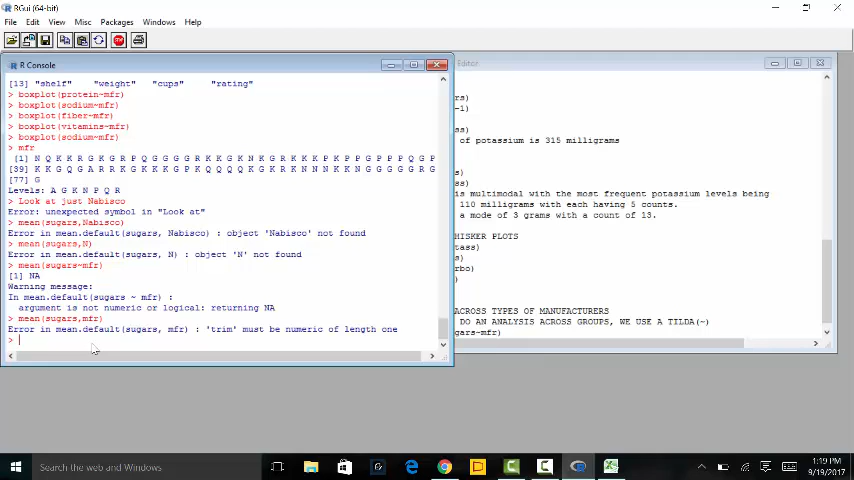 RGui (64-bit)
File Edit View Misc Packages Windows Help
R Console
[13] "shelf" "weight" "cups" "rating"
> boxplot(protein~mfr)
> boxplot(sodium~mfr)
> boxplot(fiber~mfr)
> boxplot(vitamins~mfr)
> boxplot(sodium~mfr)
> mfr
[1] N Q K K R G K G R P Q G G G G R K K G K N K G R K K K P K P P G P P P Q G P
[39] K K G Q G A R R G K K K G P K Q Q Q Q K G K R K N N N K N G G G G R G
[77] G
Levels: A G K N P Q R
> Look at just Nabisco
Error: unexpected symbol in "Look at"
> mean(sugars,Nabisco)
Error in mean.default(sugars, Nabisco) : object 'Nabisco' not found
> mean(sugars,N)
Error in mean.default(sugars, N) : object 'N' not found
> mean(sugars~mfr)
[1] NA
Warning message:
In mean.default(sugars ~ mfr) :
argument is not numeric or logical: returning NA
> mean(sugars,mfr)
Error in mean.default(sugars, mfr) : 'trim' must be numeric of length one
>
Editor
rs)
~1)
s)
of potassium is 315 milligrams
s)
s)
is multimodal with the most frequent potassium levels being
110 milligrams with each having 5 counts.
a mode of 3 grams with a count of 13.
HISKER PLOTS
tass)
s)
rbo)
s)
ACROSS TYPES OF MANUFACTURERS
DO AN ANALYSIS ACROSS GROUPS, WE USE A TILDA(~)
gars~mfr)
Search the web and Windows
1:19 PM
9/19/2017